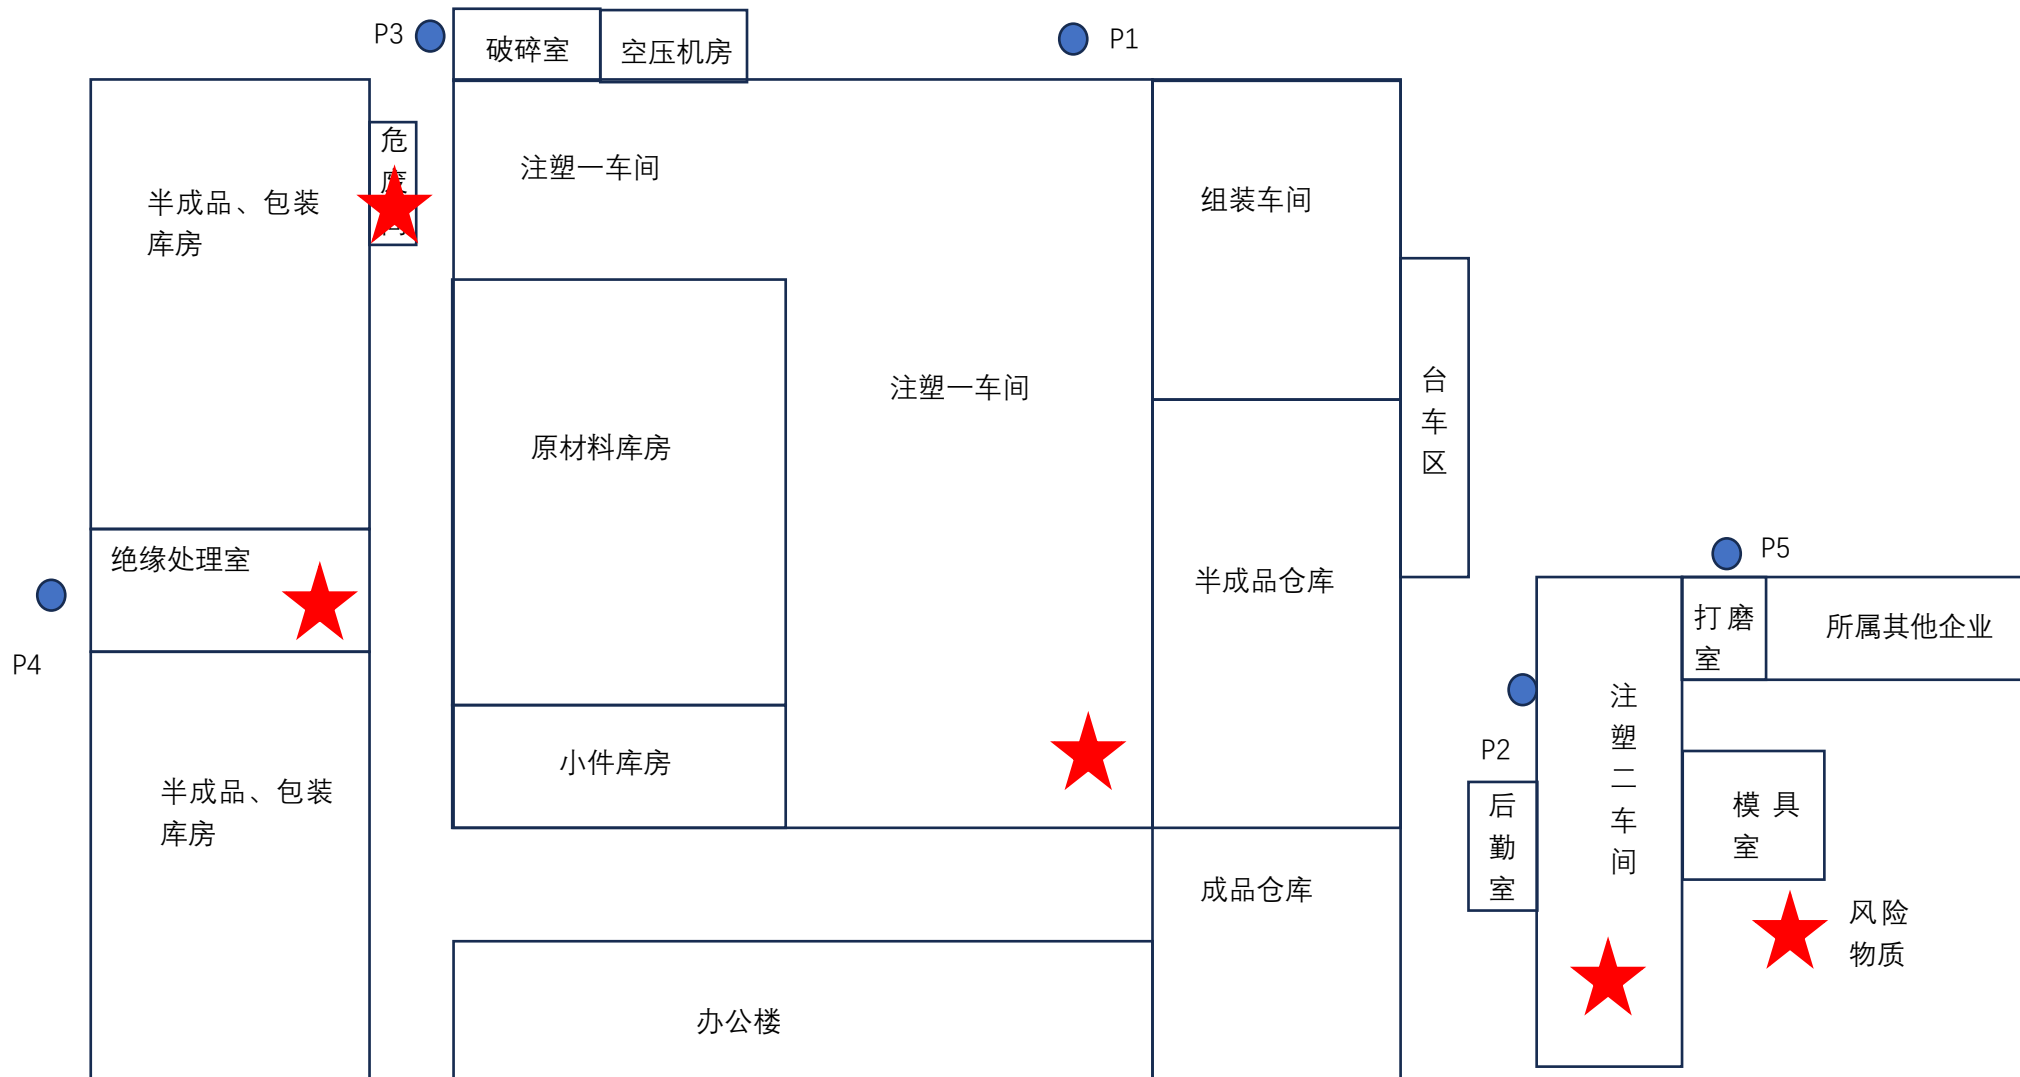 P3
破碎室
空压机房
P1
危
废
半成品、包装
库房
注塑一车间
组装车间
注塑一车间
台
车
区
原材料库房
绝缘处理室
P4
半成品仓库
P5
打磨
室
所属其他企业
P2
注
塑
二
车
间
小件库房
半成品、包装
库房
后
勤
室
模具
室
成品仓库
风险
物质
办公楼